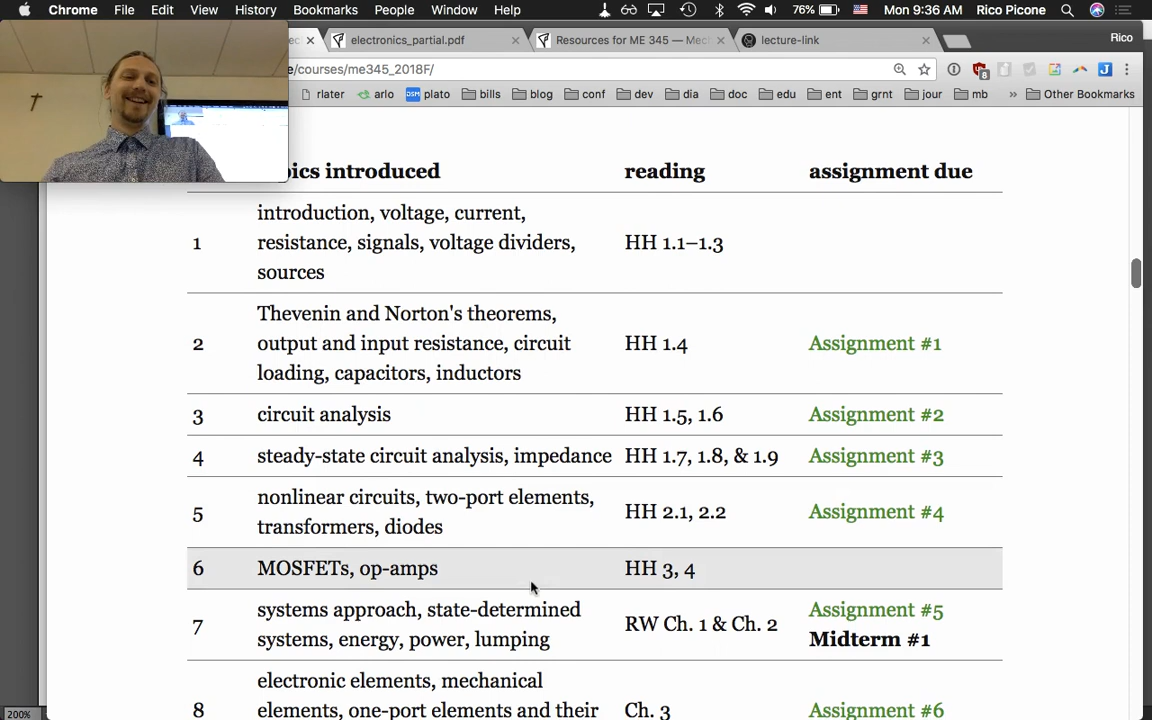 Chrome File Edit View History Bookmarks People Window Help 76% Mon 9:36 AM Rico Picone
electronics_partial.pdf × Resources for ME 345 — Mec × lecture-link × Rico
e/courses/me345_2018F/ 8
rlater arlo DSM plato bills blog conf dev dia doc edu ent grnt jour mb » Other Bookmarks
pics introduced reading assignment due
1 introduction, voltage, current,
resistance, signals, voltage dividers, HH 1.1–1.3
sources
2 Thevenin and Norton's theorems,
output and input resistance, circuit HH 1.4 Assignment #1
loading, capacitors, inductors
3 circuit analysis HH 1.5, 1.6 Assignment #2
4 steady-state circuit analysis, impedance HH 1.7, 1.8, & 1.9 Assignment #3
5 nonlinear circuits, two-port elements, HH 2.1, 2.2 Assignment #4
transformers, diodes
6 MOSFETs, op-amps HH 3, 4
7 systems approach, state-determined RW Ch. 1 & Ch. 2 Assignment #5
systems, energy, power, lumping Midterm #1
electronic elements, mechanical
8 elements, one-port elements and their Ch. 3 Assignment #6
200%